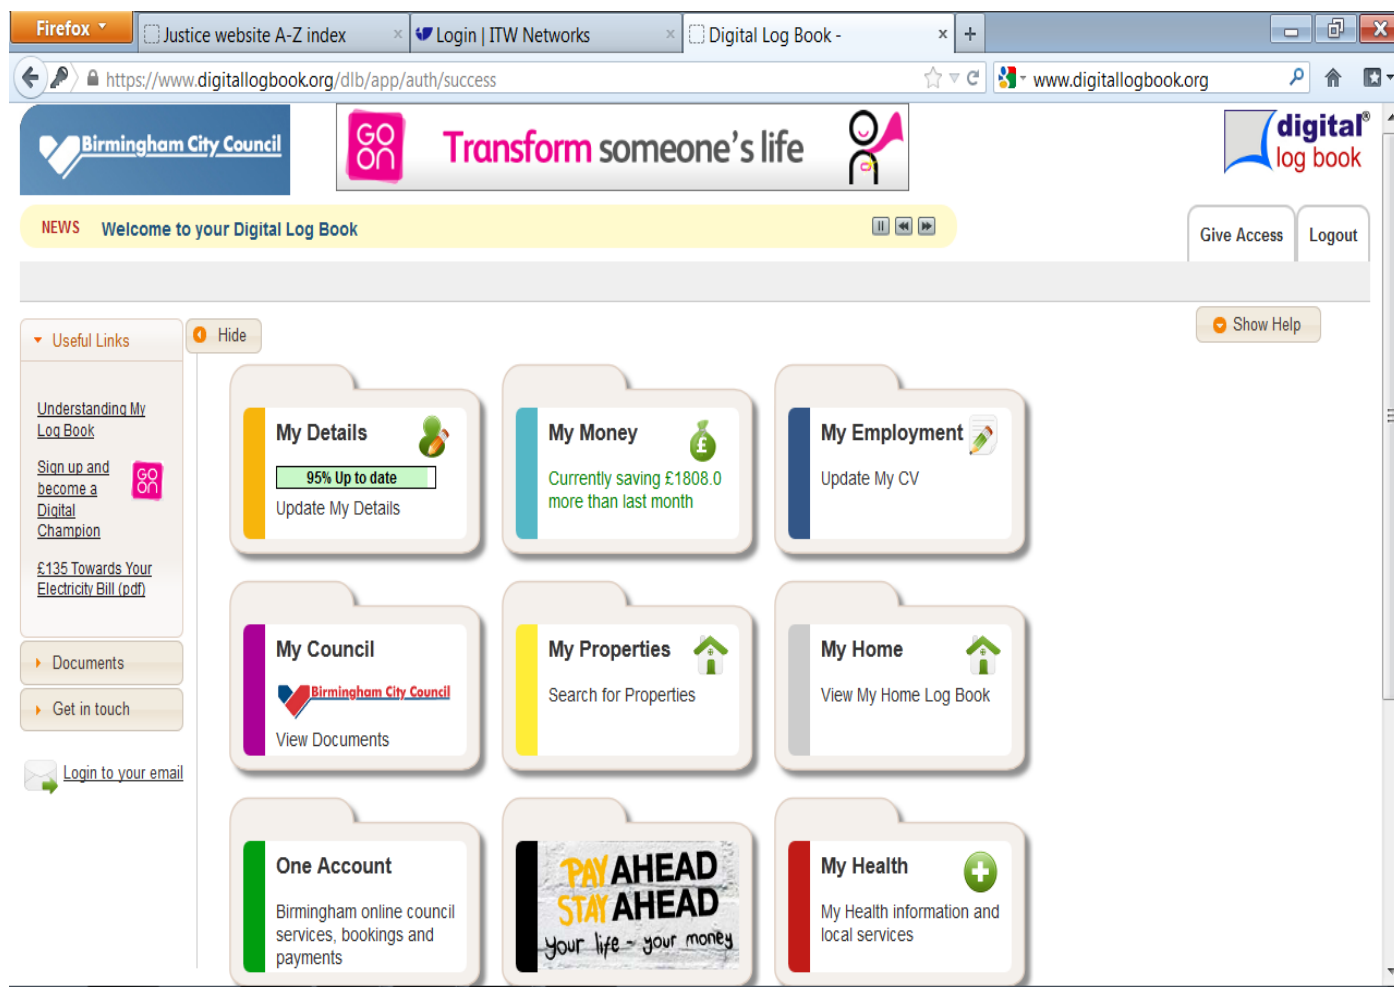 Firefox
Justice website A-Z index
Login | ITW Networks
Digital Log Book -
https://www.digitallogbook.org/dlb/app/auth/success
www.digitallogbook.org
Birmingham City Council
GO ON
Transform someone's life
digital®
log book
NEWS Welcome to your Digital Log Book
Give Access
Logout
Useful Links
Hide
Show Help
Understanding My
Log Book
Sign up and
become a
Digital
Champion
GO ON
£135 Towards Your
Electricity Bill (pdf)
Documents
Get in touch
Login to your email
My Details
95% Up to date
Update My Details
My Money
Currently saving £1808.0
more than last month
My Employment
Update My CV
My Council
Birmingham City Council
View Documents
My Properties
Search for Properties
My Home
View My Home Log Book
One Account
Birmingham online council
services, bookings and
payments
PAY AHEAD
STAY AHEAD
your life - your money
My Health
My Health information and
local services